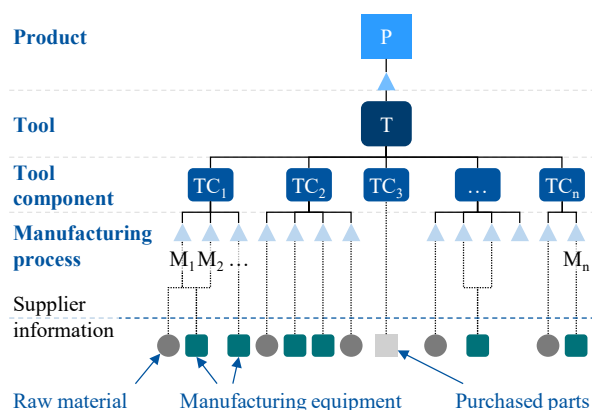 Product
P
Tool
T
Tool
component
TC1
TC2
TC3
...
TCn
Manufacturing
process
M1 M2 ...
Mn
Supplier
information
Raw material
Manufacturing equipment
Purchased parts